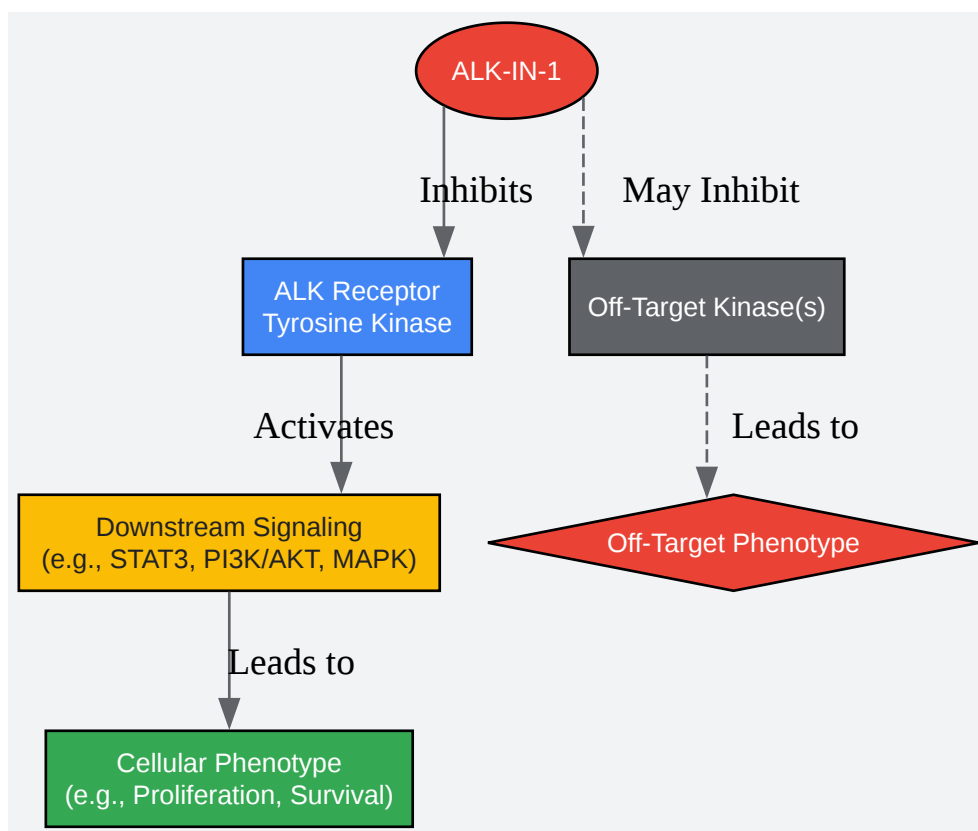 ALK-IN-1
Inhibits
May Inhibit
ALK Receptor
Tyrosine Kinase
Off-Target Kinase(s)
Activates
Leads to
Downstream Signaling
(e.g., STAT3, PI3K/AKT, MAPK)
Off-Target Phenotype
Leads to
Cellular Phenotype
(e.g., Proliferation, Survival)